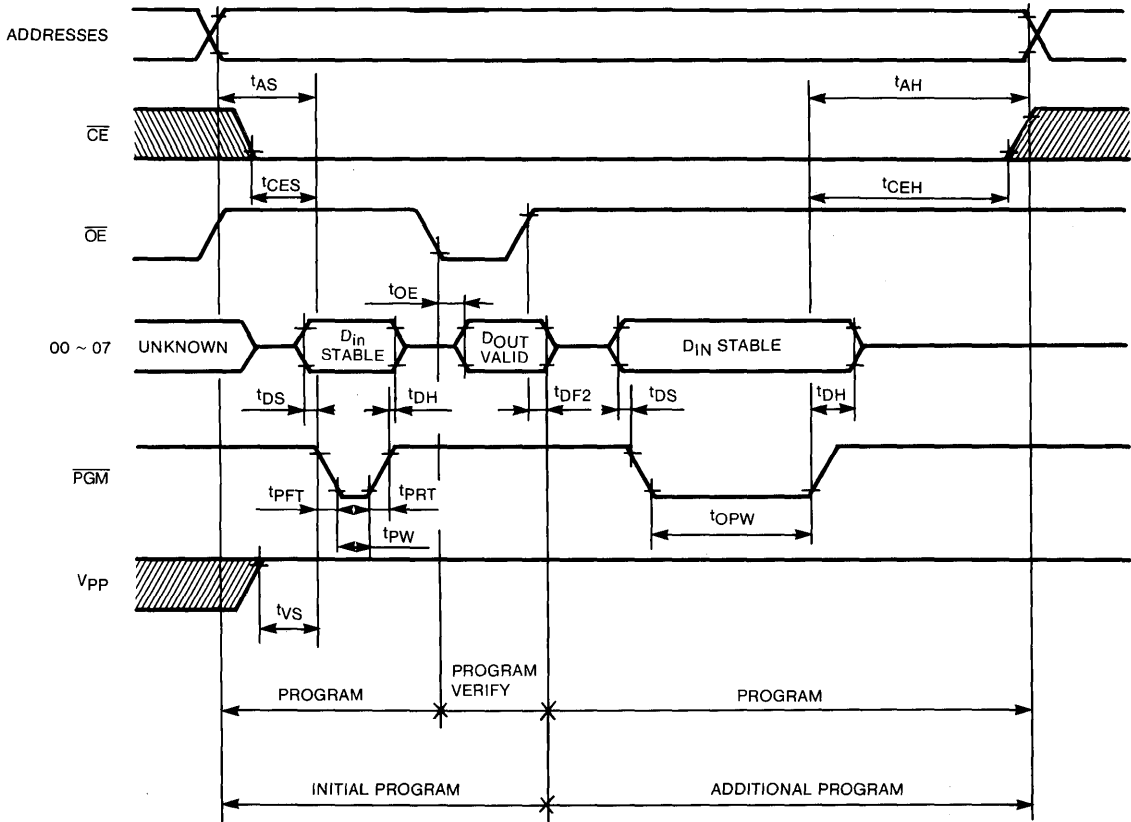 ADDRESSES
tAS
tAH
CE
tCES
tCEH
OE
tOE
00 ~ 07
UNKNOWN
Din
STABLE
DOUT
VALID
DIN STABLE
tDS
tDH
tDF2
tDS
tDH
PGM
tPFT
tPRT
tPW
tOPW
VPP
tVS
PROGRAM
PROGRAM
VERIFY
PROGRAM
INITIAL PROGRAM
ADDITIONAL PROGRAM